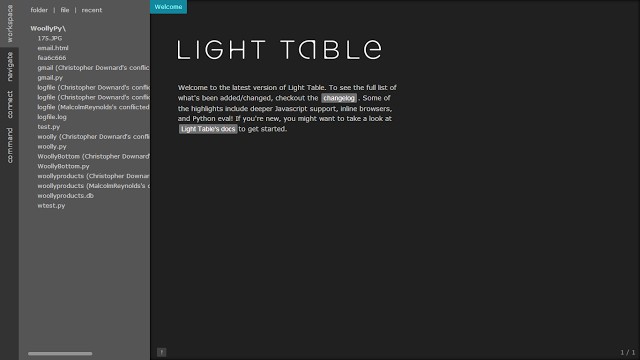 workspace
navigate
connect
command
folder | file | recent
WoollyPy\
175.JPG
email.html
fea6c666
gmail (Christopher Downard's conflic
gmail.py
logfile (Christopher Downard's confl
logfile (Christopher Downard's confl
logfile (MalcolmReynolds's conflicted
logfile.log
test.py
woolly (Christopher Downard's confli
woolly.py
WoollyBottom (Christopher Downard
WoollyBottom.py
woollyproducts (Christopher Downar
woollyproducts (MalcolmReynolds's c
woollyproducts.db
wtest.py
Welcome
LIGHT TABLE
Welcome to the latest version of Light Table. To see the full list of
what's been added/changed, checkout the changelog . Some of
the highlights include deeper Javascript support, inline browsers,
and Python eval! If you're new, you might want to take a look at
Light Table's docs to get started.
!
1 / 1